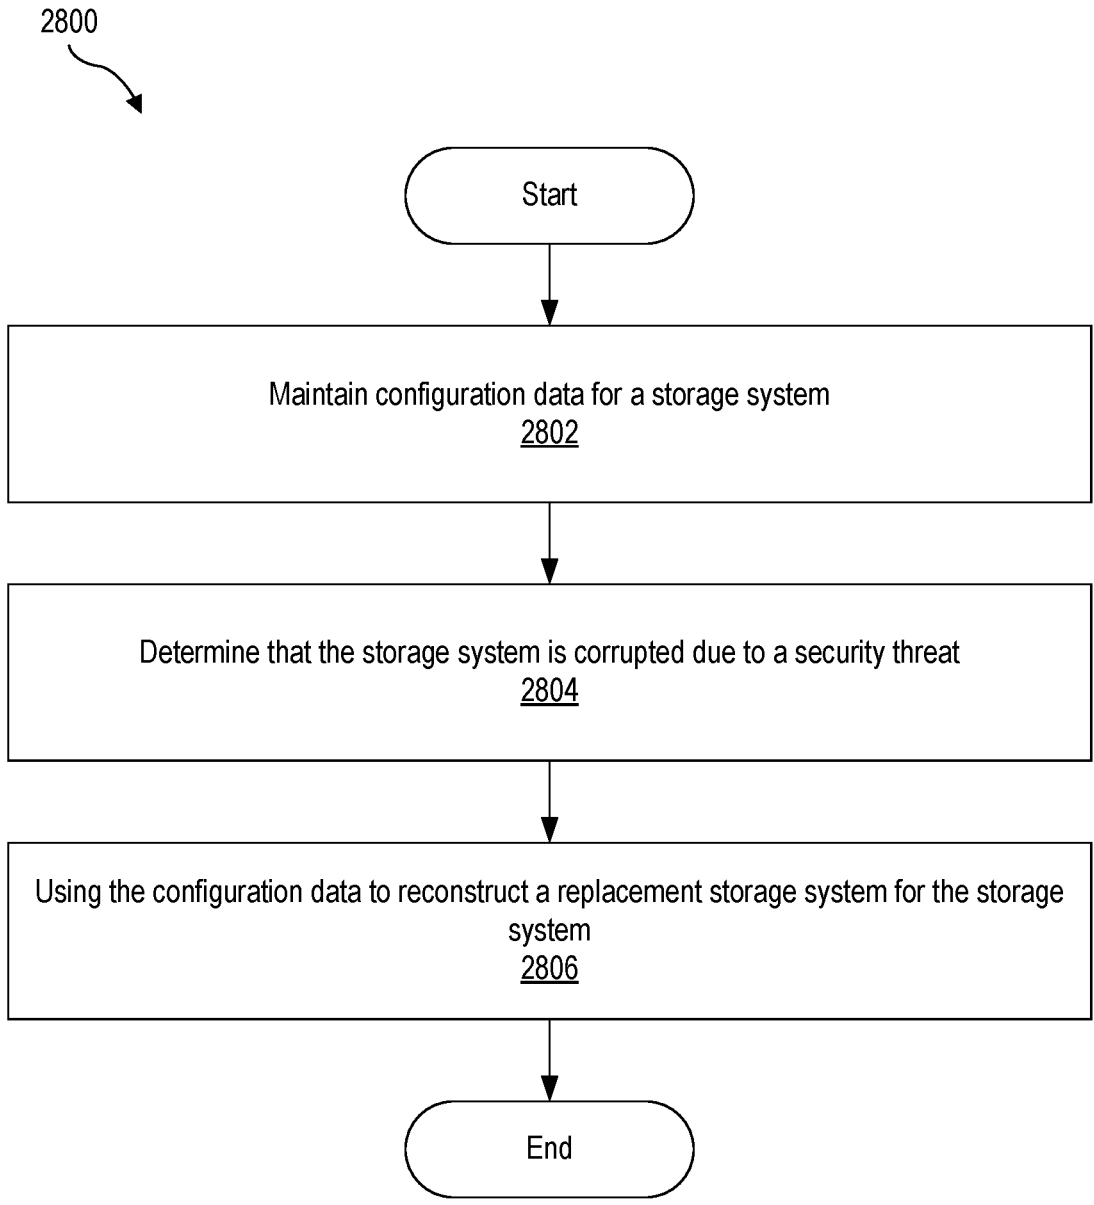 2800
Start
Maintain configuration data for a storage system
2802
Determine that the storage system is corrupted due to a security threat
2804
Using the configuration data to reconstruct a replacement storage system for the storage
system
2806
End